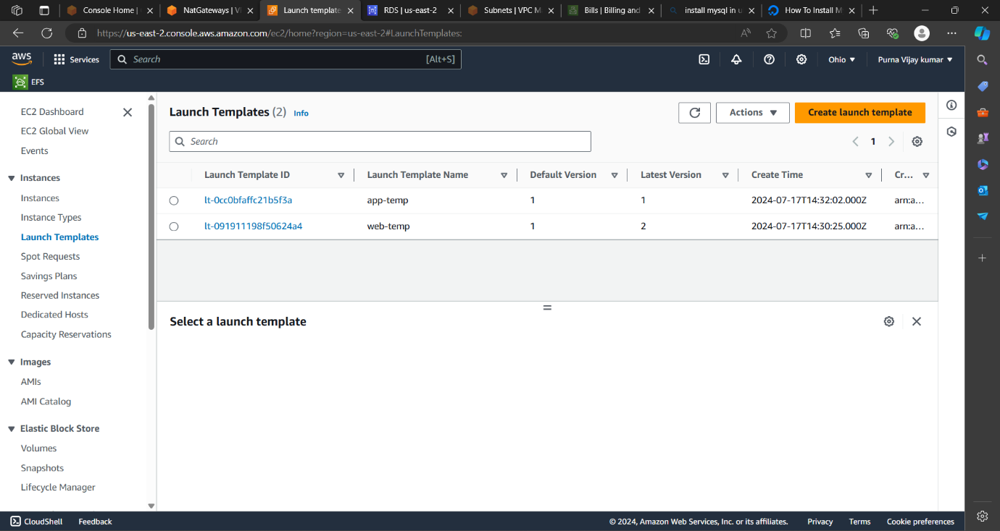 Console Home |
NatGateways | V
Launch template
RDS | us-east-2
Subnets | VPC M
Bills | Billing and
install mysql in u
How To Install M
https://us-east-2.console.aws.amazon.com/ec2/home?region=us-east-2#LaunchTemplates:
aws
Services
Search
[Alt+S]
Ohio
Purna Vijay kumar
EFS
EC2 Dashboard
EC2 Global View
Events
Instances
Instances
Instance Types
Launch Templates
Spot Requests
Savings Plans
Reserved Instances
Dedicated Hosts
Capacity Reservations
Images
AMIs
AMI Catalog
Elastic Block Store
Volumes
Snapshots
Lifecycle Manager
Launch Templates (2) Info
Actions
Create launch template
Search
1
Launch Template ID Launch Template Name Default Version Latest Version Create Time Cr...
lt-0cc0bfaffc21b5f3a app-temp 1 1 2024-07-17T14:32:02.000Z arn:a...
lt-091911198f50624a4 web-temp 1 2 2024-07-17T14:30:25.000Z arn:a...
Select a launch template
CloudShell Feedback © 2024, Amazon Web Services, Inc. or its affiliates. Privacy Terms Cookie preferences